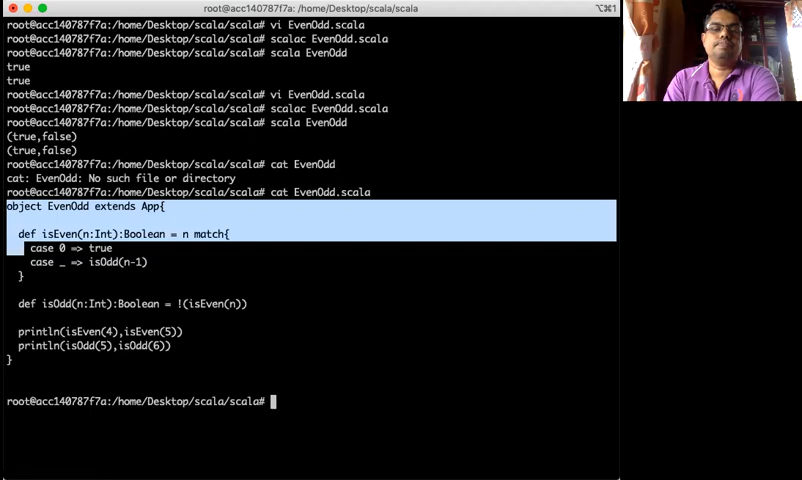 root@acc140787f7a: /home/Desktop/scala/scala
⌥⌘1
root@acc140787f7a:/home/Desktop/scala/scala# vi EvenOdd.scala
root@acc140787f7a:/home/Desktop/scala/scala# scalac EvenOdd.scala
root@acc140787f7a:/home/Desktop/scala/scala# scala EvenOdd
true
true
root@acc140787f7a:/home/Desktop/scala/scala# vi EvenOdd.scala
root@acc140787f7a:/home/Desktop/scala/scala# scalac EvenOdd.scala
root@acc140787f7a:/home/Desktop/scala/scala# scala EvenOdd
(true,false)
(true,false)
root@acc140787f7a:/home/Desktop/scala/scala# cat EvenOdd
cat: EvenOdd: No such file or directory
root@acc140787f7a:/home/Desktop/scala/scala# cat EvenOdd.scala
object EvenOdd extends App{
def isEven(n:Int):Boolean = n match{
case 0 => true
case _ => isOdd(n-1)
}
def isOdd(n:Int):Boolean = !(isEven(n))
println(isEven(4),isEven(5))
println(isOdd(5),isOdd(6))
}
root@acc140787f7a:/home/Desktop/scala/scala#